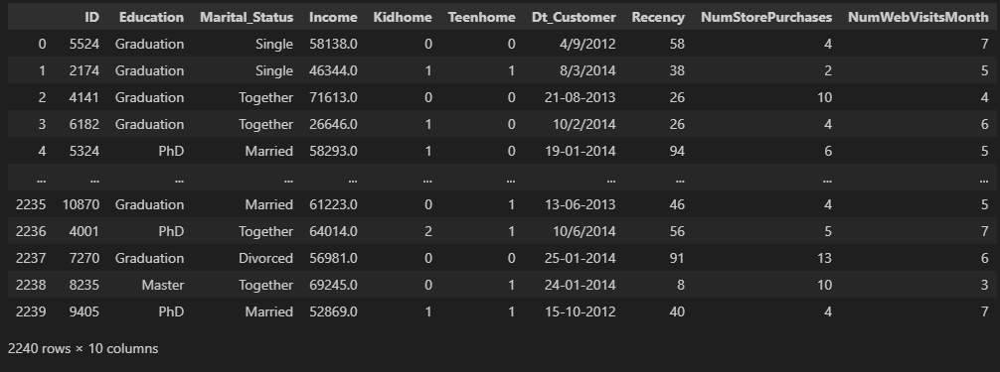 ID Education Marital_Status Income Kidhome Teenhome Dt_Customer Recency NumStorePurchases NumWebVisitsMonth
0 5524 Graduation Single 58138.0 0 0 4/9/2012 58 4 7
1 2174 Graduation Single 46344.0 1 1 8/3/2014 38 2 5
2 4141 Graduation Together 71613.0 0 0 21-08-2013 26 10 4
3 6182 Graduation Together 26646.0 1 0 10/2/2014 26 4 6
4 5324 PhD Married 58293.0 1 0 19-01-2014 94 6 5
... ... ... ... ... ... ... ... ... ... ...
2235 10870 Graduation Married 61223.0 0 1 13-06-2013 46 4 5
2236 4001 PhD Together 64014.0 2 1 10/6/2014 56 5 7
2237 7270 Graduation Divorced 56981.0 0 0 25-01-2014 91 13 6
2238 8235 Master Together 69245.0 0 1 24-01-2014 8 10 3
2239 9405 PhD Married 52869.0 1 1 15-10-2012 40 4 7
2240 rows × 10 columns